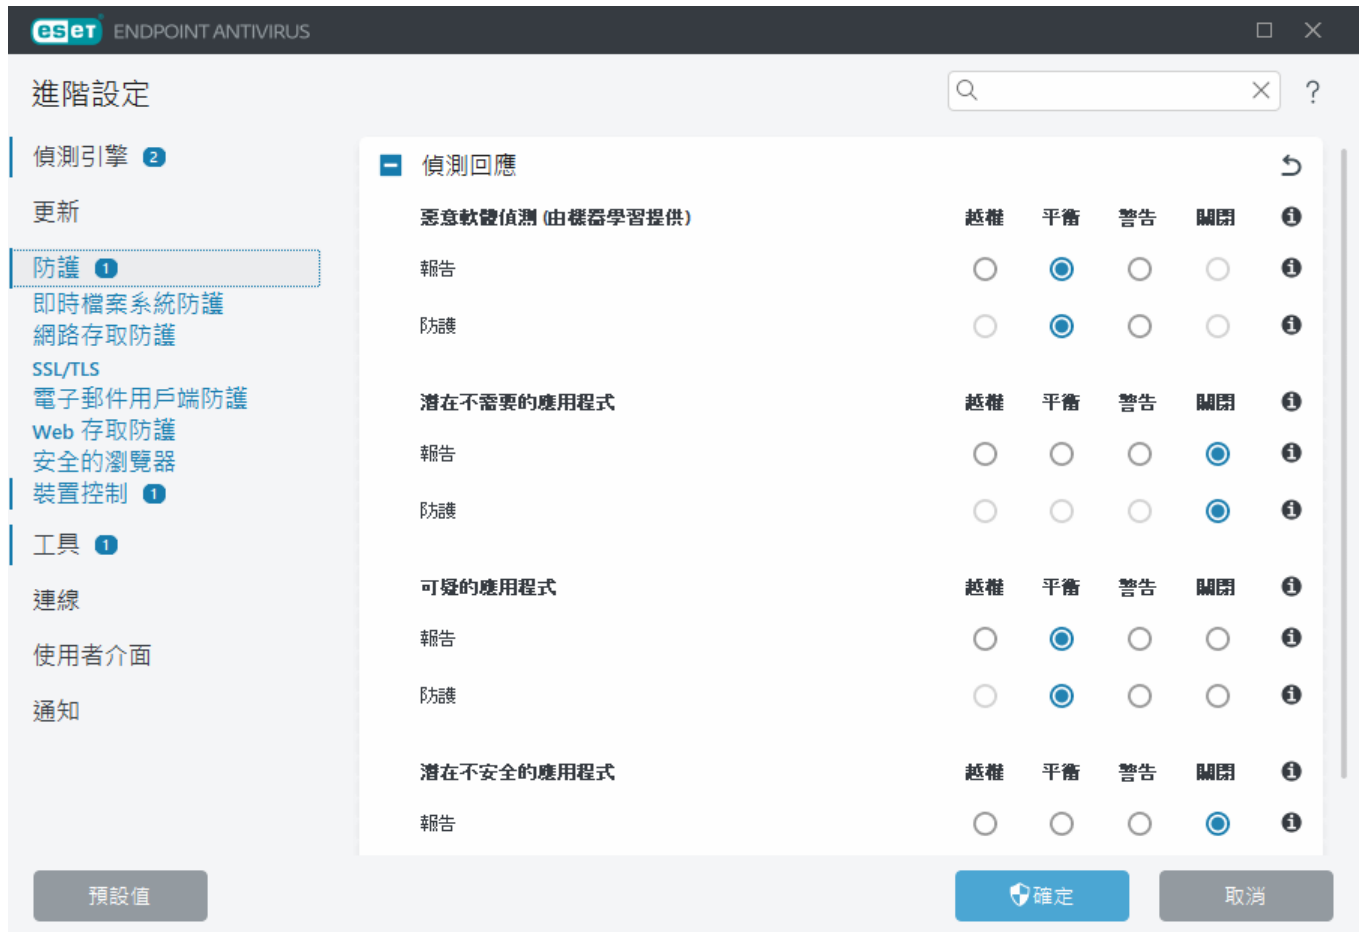 eset ENDPOINT ANTIVIRUS
進階設定
?
偵測引擎 2
更新
防護 1
即時檔案系統防護
網路存取防護
SSL/TLS
電子郵件用戶端防護
Web 存取防護
安全的瀏覽器
裝置控制 1
工具 1
連線
使用者介面
通知
偵測回應
惡意軟體偵測 (由機器學習提供) 越權 平衡 警告 關閉
報告
防護
潛在不需要的應用程式 越權 平衡 警告 關閉
報告
防護
可疑的應用程式 越權 平衡 警告 關閉
報告
防護
潛在不安全的應用程式 越權 平衡 警告 關閉
報告
預設值 確定 取消